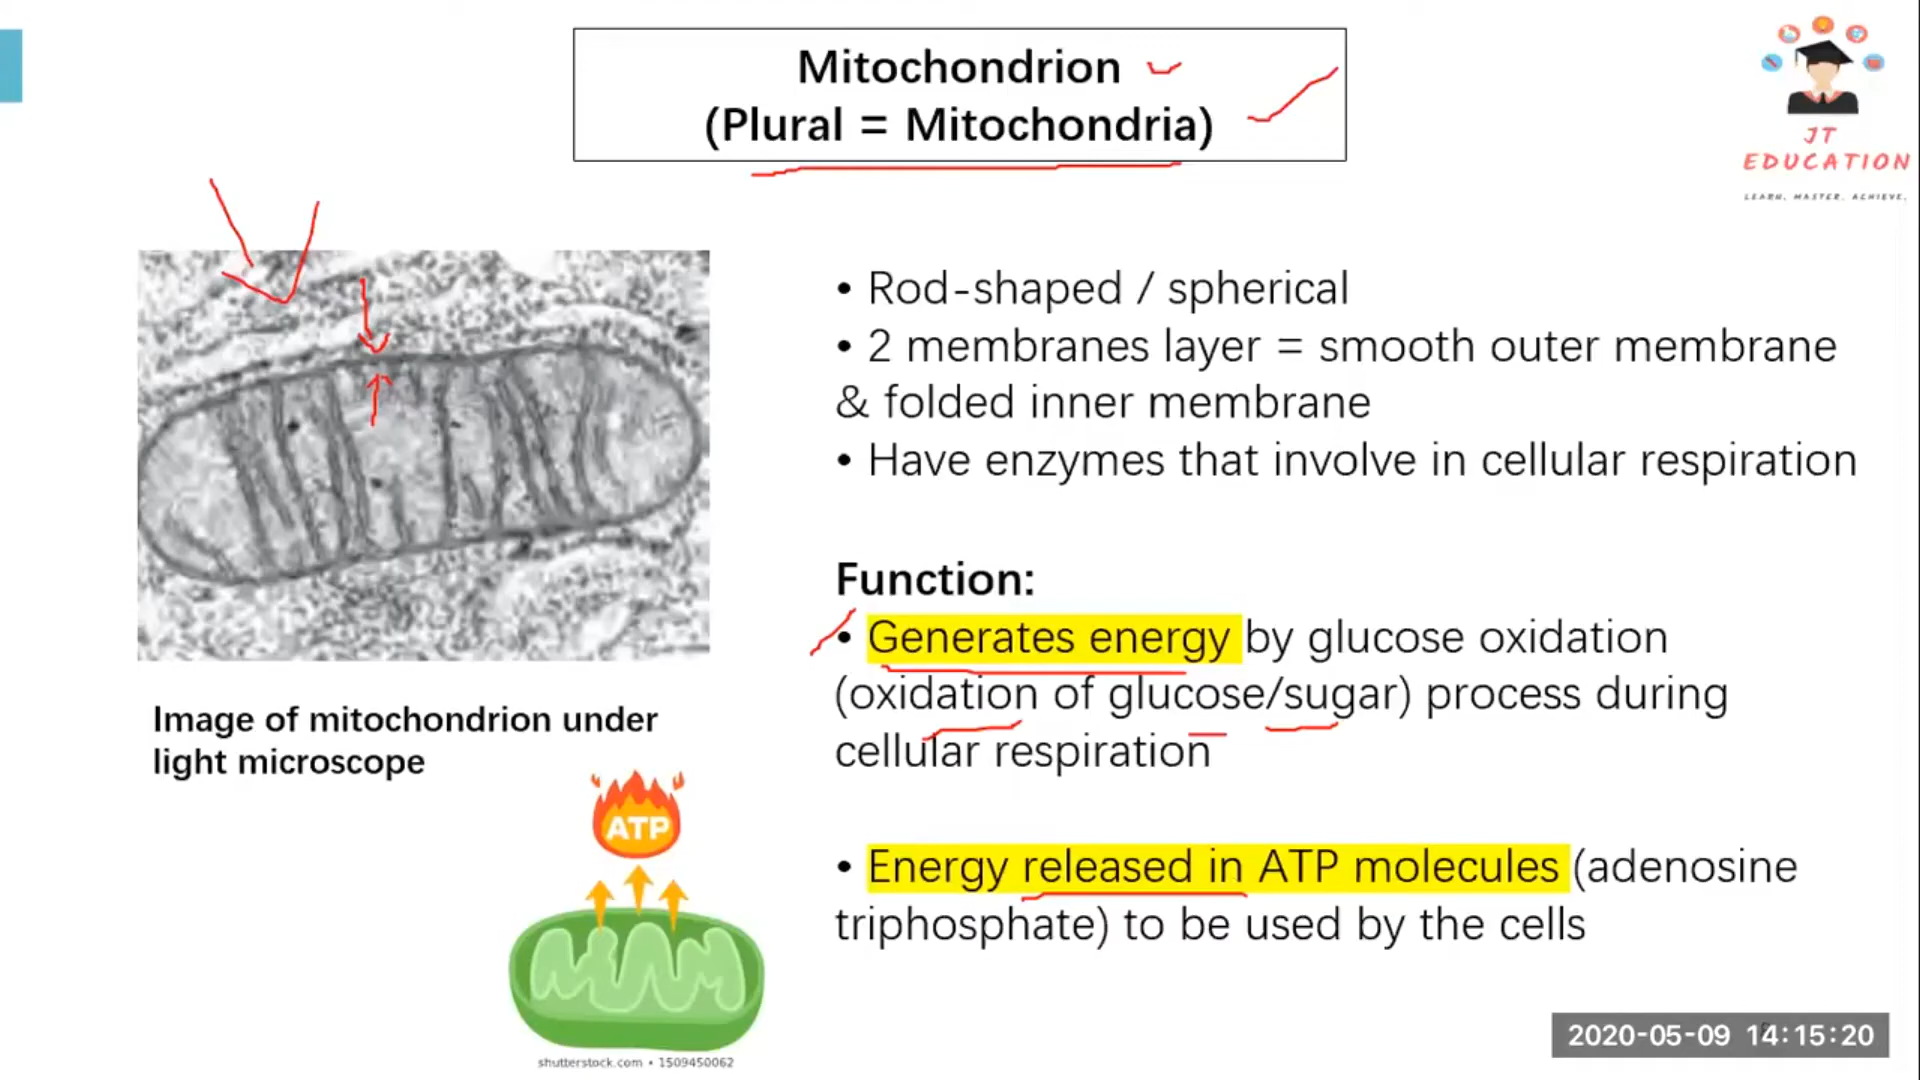 Mitochondrion
(Plural = Mitochondria)
JT
EDUCATION
LEARN. MASTER. ACHIEVE.
• Rod-shaped / spherical
• 2 membranes layer = smooth outer membrane
& folded inner membrane
• Have enzymes that involve in cellular respiration
Function:
• Generates energy by glucose oxidation
(oxidation of glucose/sugar) process during
cellular respiration
• Energy released in ATP molecules (adenosine
triphosphate) to be used by the cells
Image of mitochondrion under
light microscope
ATP
shutterstock.com • 1509450062
2020-05-09 14:15:20